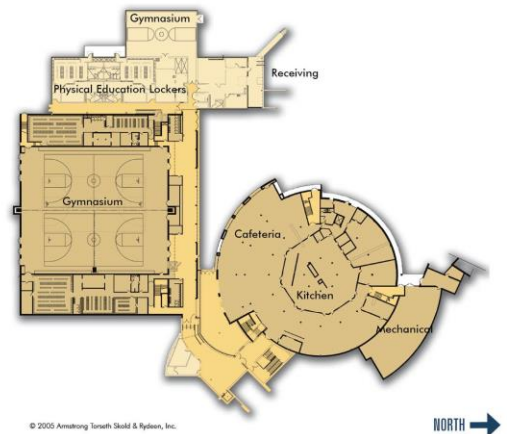 Gymnasium
Receiving
Physical Education Lockers
Gymnasium
Cafeteria
Kitchen
Mechanical
© 2005 Armstrong Torseth Skold & Rydeen, Inc.
NORTH